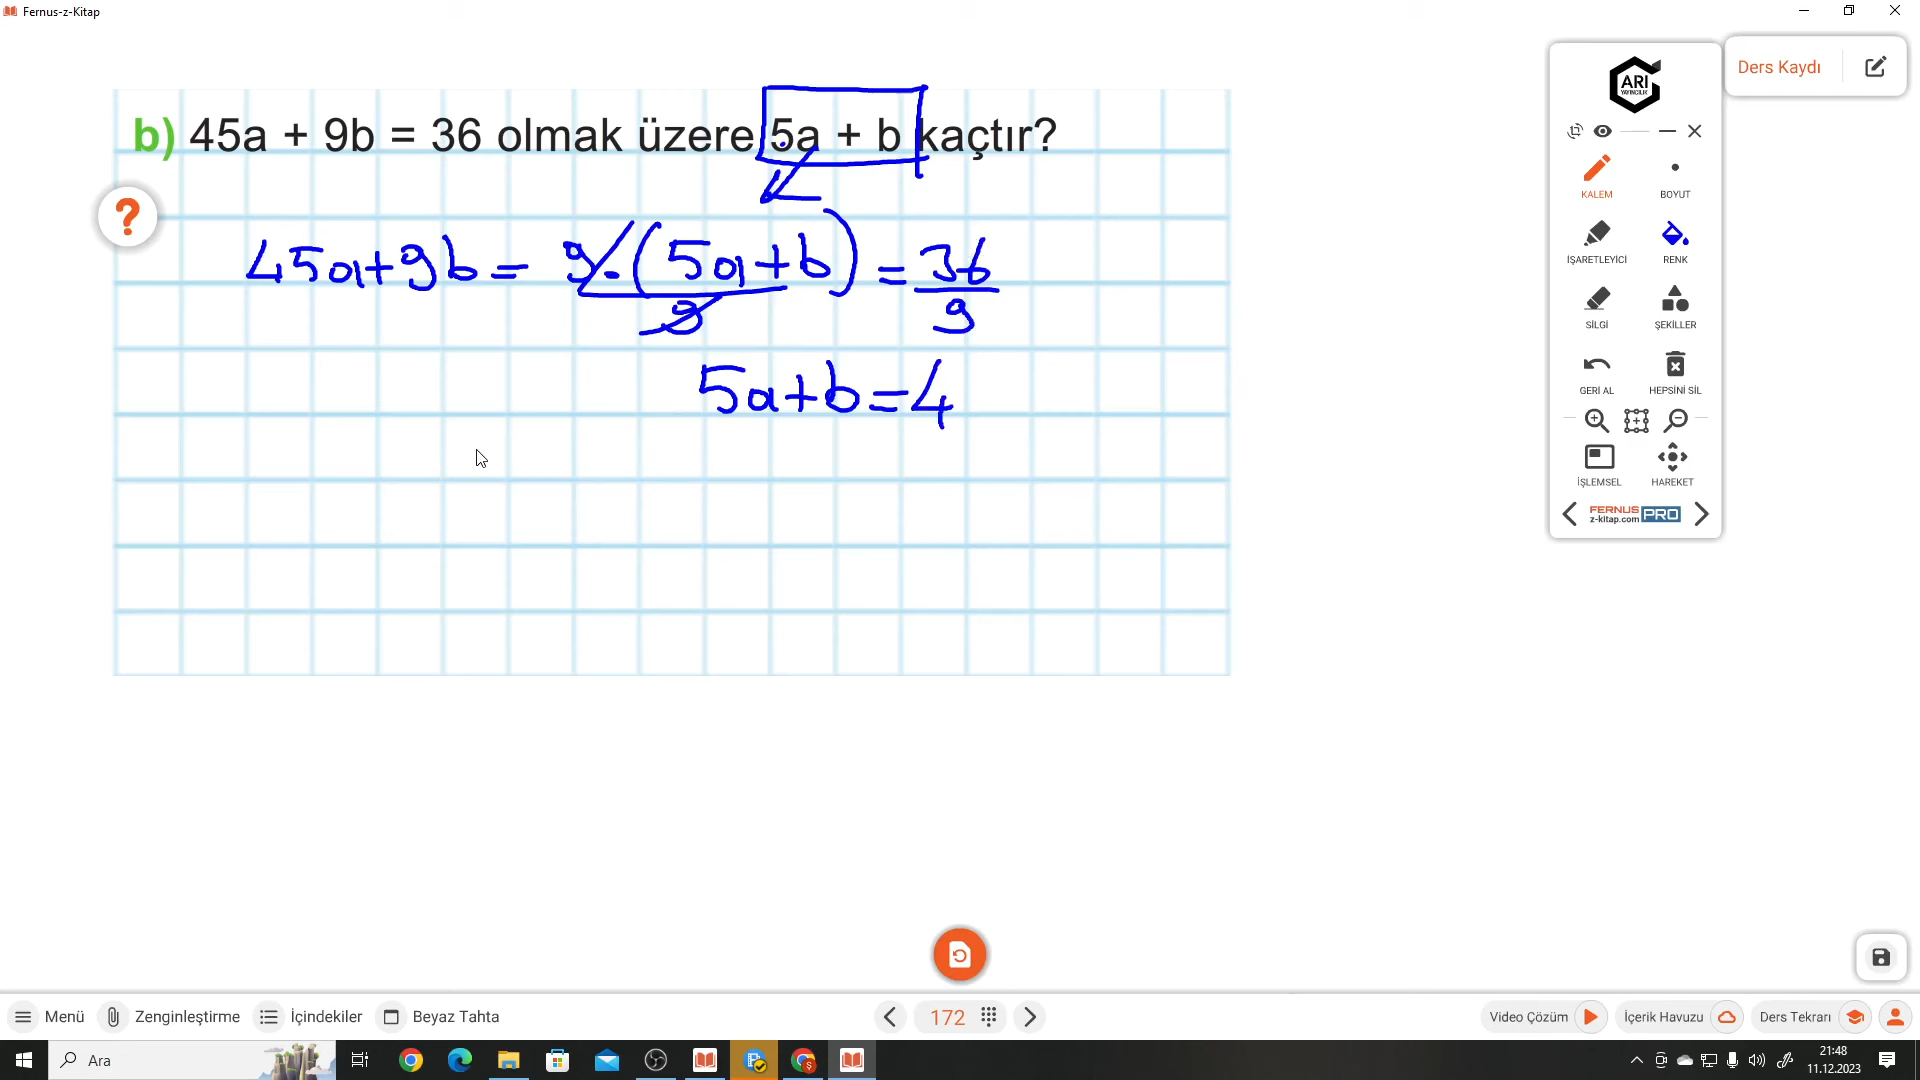 Fernus-z-Kitap
Ders Kaydı
ARI
YAYINCILIK
b) 45a + 9b = 36 olmak üzere 5a + b kaçtır?
45a+9b = 9.(5a+b)/9 = 36/9
5a+b=4
KALEM
BOYUT
İŞARETLEYİCİ
RENK
SİLGİ
ŞEKİLLER
GERİ AL
HEPSİNİ SİL
İŞLEMSEL
HAREKET
FERNUS
z-kitap.com PRO
Menü
Zenginleştirme
İçindekiler
Beyaz Tahta
172
Video Çözüm
İçerik Havuzu
Ders Tekrarı
Ara
21:48
11.12.2023